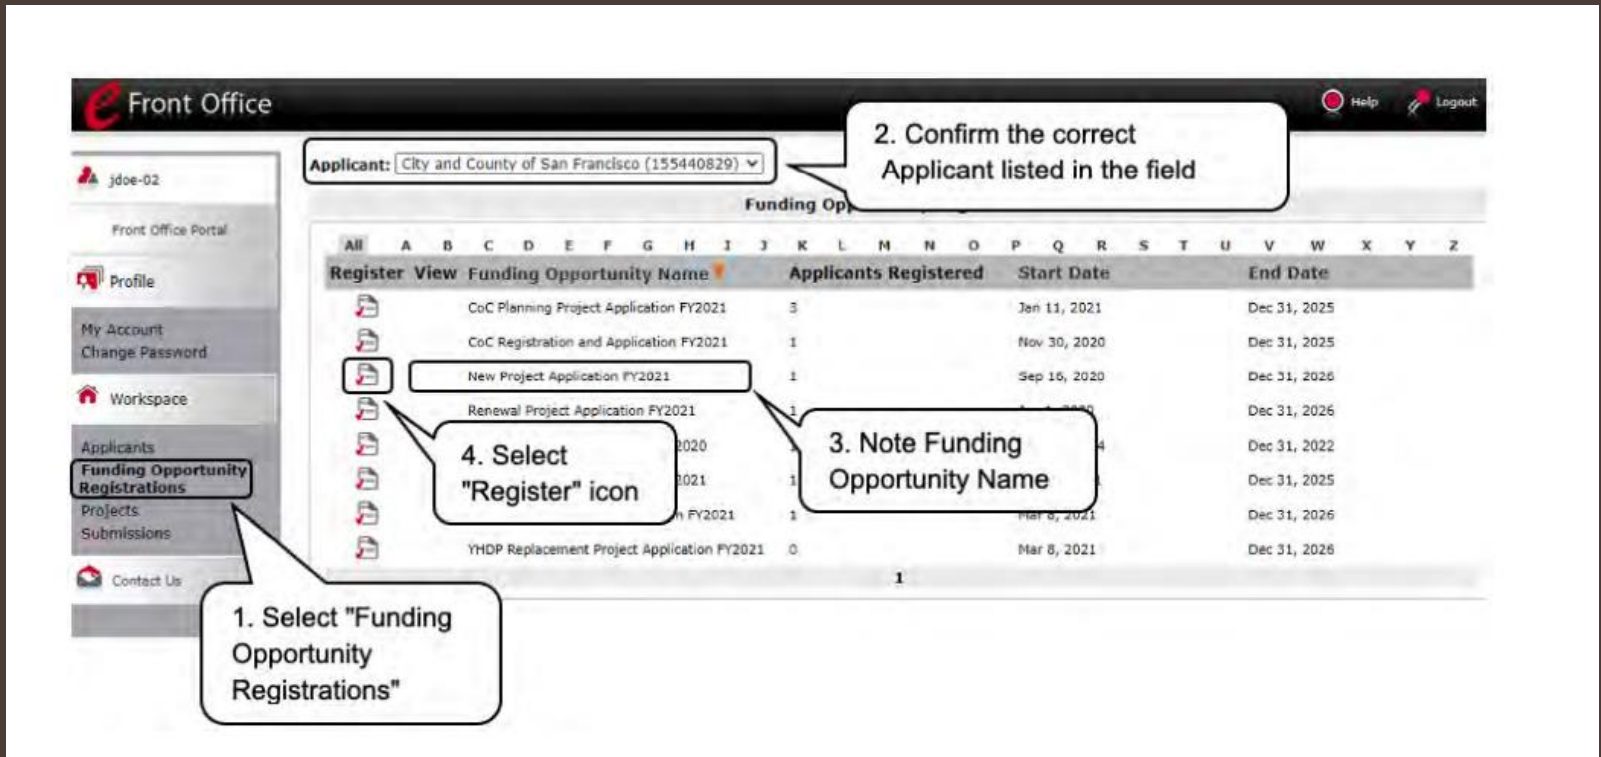 e Front Office
Help Logout
jdoe-02
Front Office Portal
Profile
My Account
Change Password
Workspace
Applicants
Funding Opportunity
Registrations
Projects
Submissions
Contact Us
Applicant: City and County of San Francisco (155440829)
2. Confirm the correct
Applicant listed in the field
Funding Opp
All A B C D E F G H I J K L M N O P Q R S T U V W X Y Z
Register View Funding Opportunity Name Applicants Registered Start Date End Date
CoC Planning Project Application FY2021 3 Jan 11, 2021 Dec 31, 2025
CoC Registration and Application FY2021 1 Nov 30, 2020 Dec 31, 2025
New Project Application FY2021 1 Sep 16, 2020 Dec 31, 2026
Renewal Project Application FY2021 1 Dec 31, 2026
2020 4 Dec 31, 2022
2021 1 Dec 31, 2025
FY2021 1 Mar 8, 2021 Dec 31, 2026
YHDP Replacement Project Application FY2021 0 Mar 8, 2021 Dec 31, 2026
1
4. Select
"Register" icon
3. Note Funding
Opportunity Name
1. Select "Funding
Opportunity
Registrations"